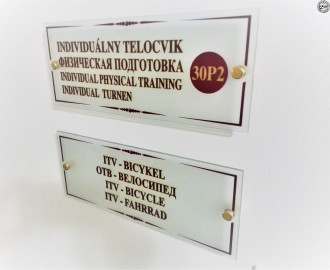 INDIVIDUÁLNY TELOCVIK
ФИЗИЧЕСКАЯ ПОДГОТОВКА
INDIVIDUAL PHYSICAL TRAINING
INDIVIDUAL TURNEN
30P2
ITV - BICYKEL
ОТВ - ВЕЛОСИПЕД
ITV - BICYCLE
ITV - FAHRRAD